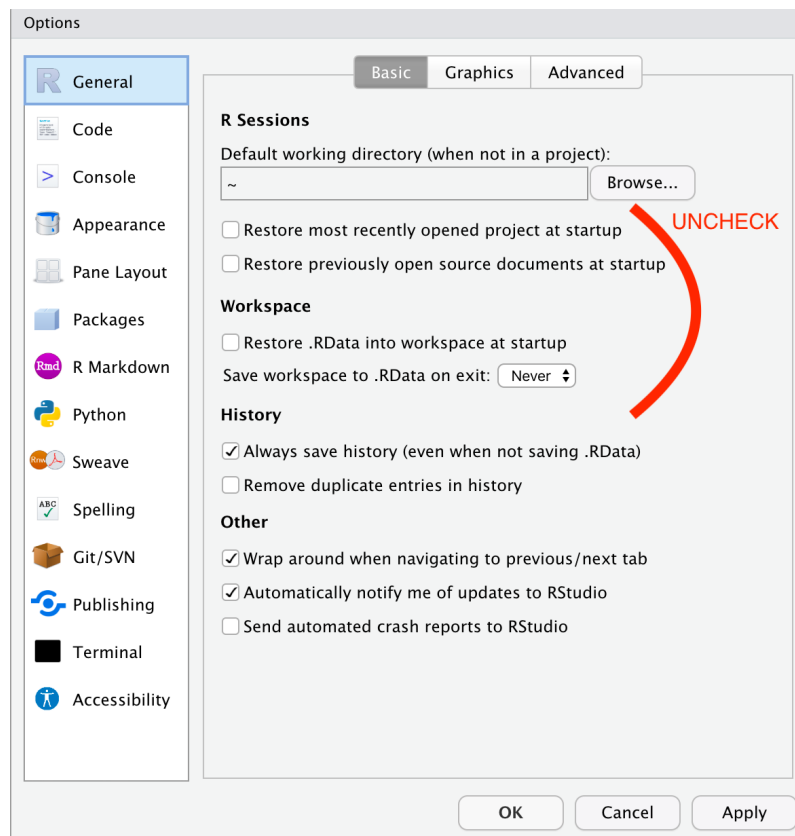 Options
General
Code
Console
Appearance
Pane Layout
Packages
Rmd R Markdown
Python
Rnw Sweave
ABC Spelling
Git/SVN
Publishing
Terminal
Accessibility
Basic Graphics Advanced
R Sessions
Default working directory (when not in a project):
~ Browse...
UNCHECK
Restore most recently opened project at startup
Restore previously open source documents at startup
Workspace
Restore .RData into workspace at startup
Save workspace to .RData on exit: Never
History
Always save history (even when not saving .RData)
Remove duplicate entries in history
Other
Wrap around when navigating to previous/next tab
Automatically notify me of updates to RStudio
Send automated crash reports to RStudio
OK Cancel Apply